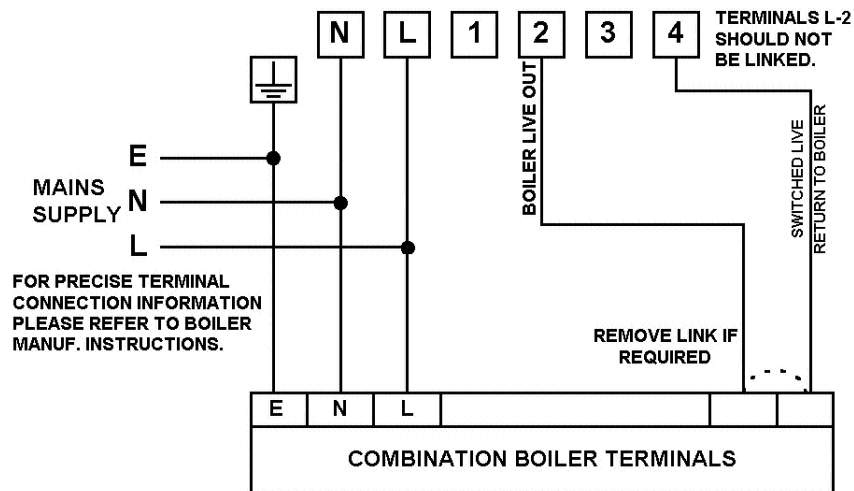 N L 1 2 3 4
TERMINALS L-2
SHOULD NOT
BE LINKED.
BOILER LIVE OUT
SWITCHED LIVE
RETURN TO BOILER
E
MAINS
SUPPLY
N
L
FOR PRECISE TERMINAL
CONNECTION INFORMATION
PLEASE REFER TO BOILER
MANUF. INSTRUCTIONS.
REMOVE LINK IF
REQUIRED
E N L
COMBINATION BOILER TERMINALS